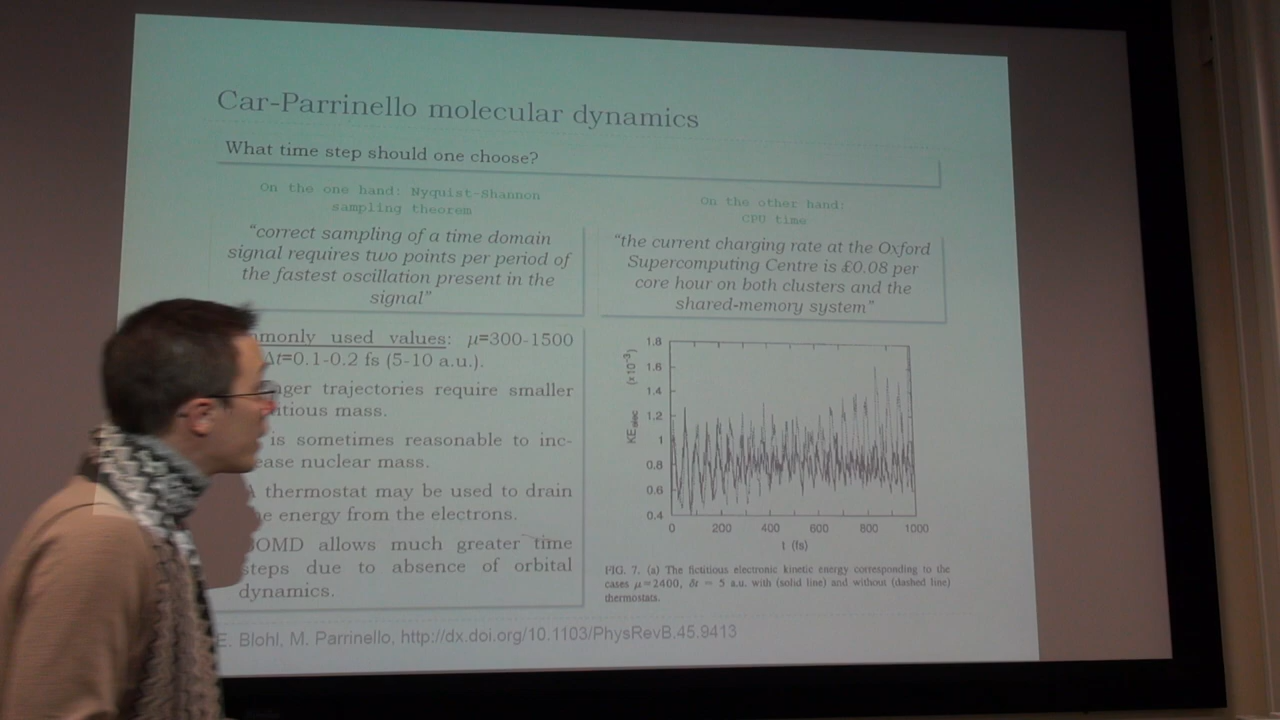 Car-Parrinello molecular dynamics
What time step should one choose?
On the one hand: Nyquist-Shannon
sampling theorem
"correct sampling of a time domain
signal requires two points per period of
the fastest oscillation present in the
signal"
On the other hand:
CPU time
"the current charging rate at the Oxford
Supercomputing Centre is £0.08 per
core hour on both clusters and the
shared-memory system"
monly used values: μ=300-1500
Δt=0.1-0.2 fs (5-10 a.u.).
ger trajectories require smaller
titious mass.
is sometimes reasonable to inc-
ease nuclear mass.
A thermostat may be used to drain
e energy from the electrons.
OMD allows much greater time
steps due to absence of orbital
dynamics.
KEelec (×10⁻³)
1.8
1.6
1.4
1.2
1
0.8
0.6
0.4
0 200 400 600 800 1000
t (fs)
FIG. 7. (a) The fictitious electronic kinetic energy corresponding to the
cases μ=2400, δt = 5 a.u. with (solid line) and without (dashed line)
thermostats.
E. Blohl, M. Parrinello, http://dx.doi.org/10.1103/PhysRevB.45.9413